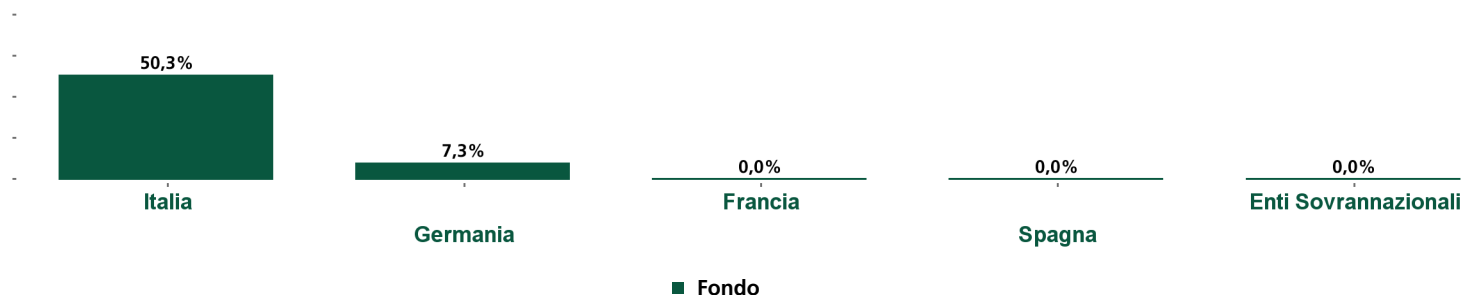 50,3%
7,3%
0,0%
0,0%
0,0%
Italia
Francia
Enti Sovrannazionali
Germania
Spagna
Fondo